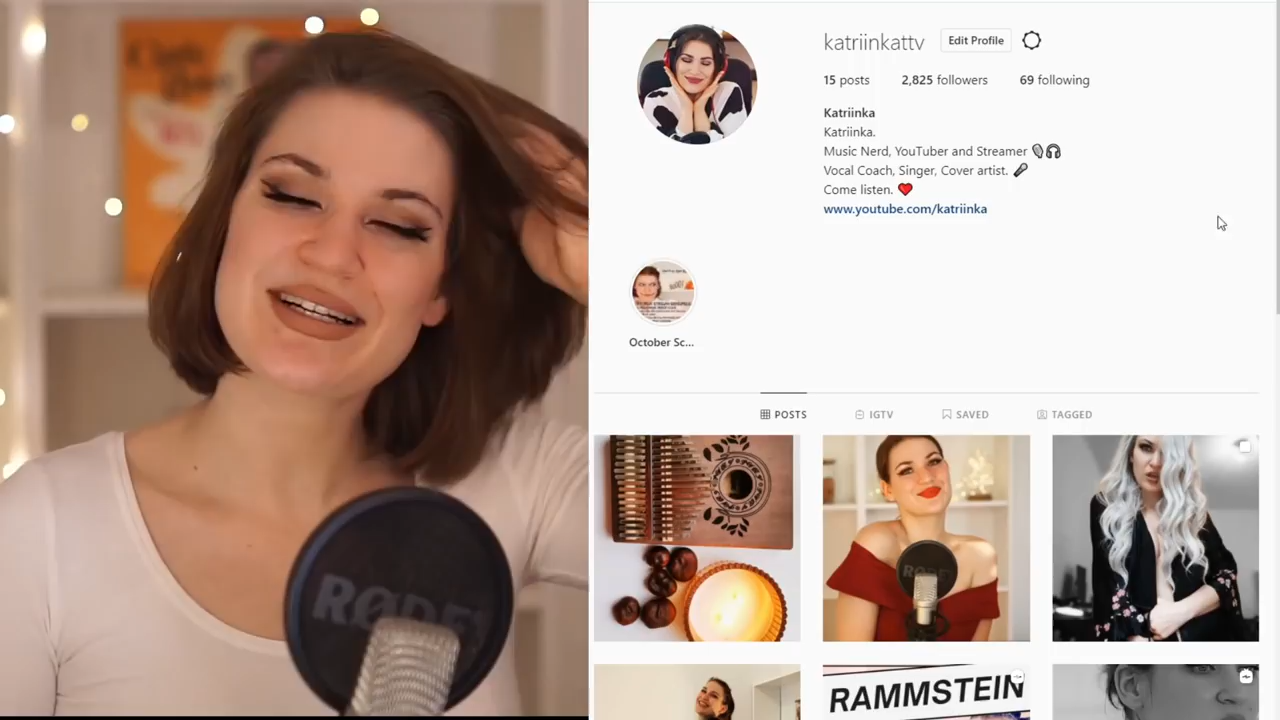 RØDE
katriinkattv
Edit Profile
15 posts
2,825 followers
69 following
Katriinka
Katriinka.
Music Nerd, YouTuber and Streamer
Vocal Coach, Singer, Cover artist.
Come listen.
www.youtube.com/katriinka
October Sc...
POSTS
IGTV
SAVED
TAGGED
RAMMSTEIN